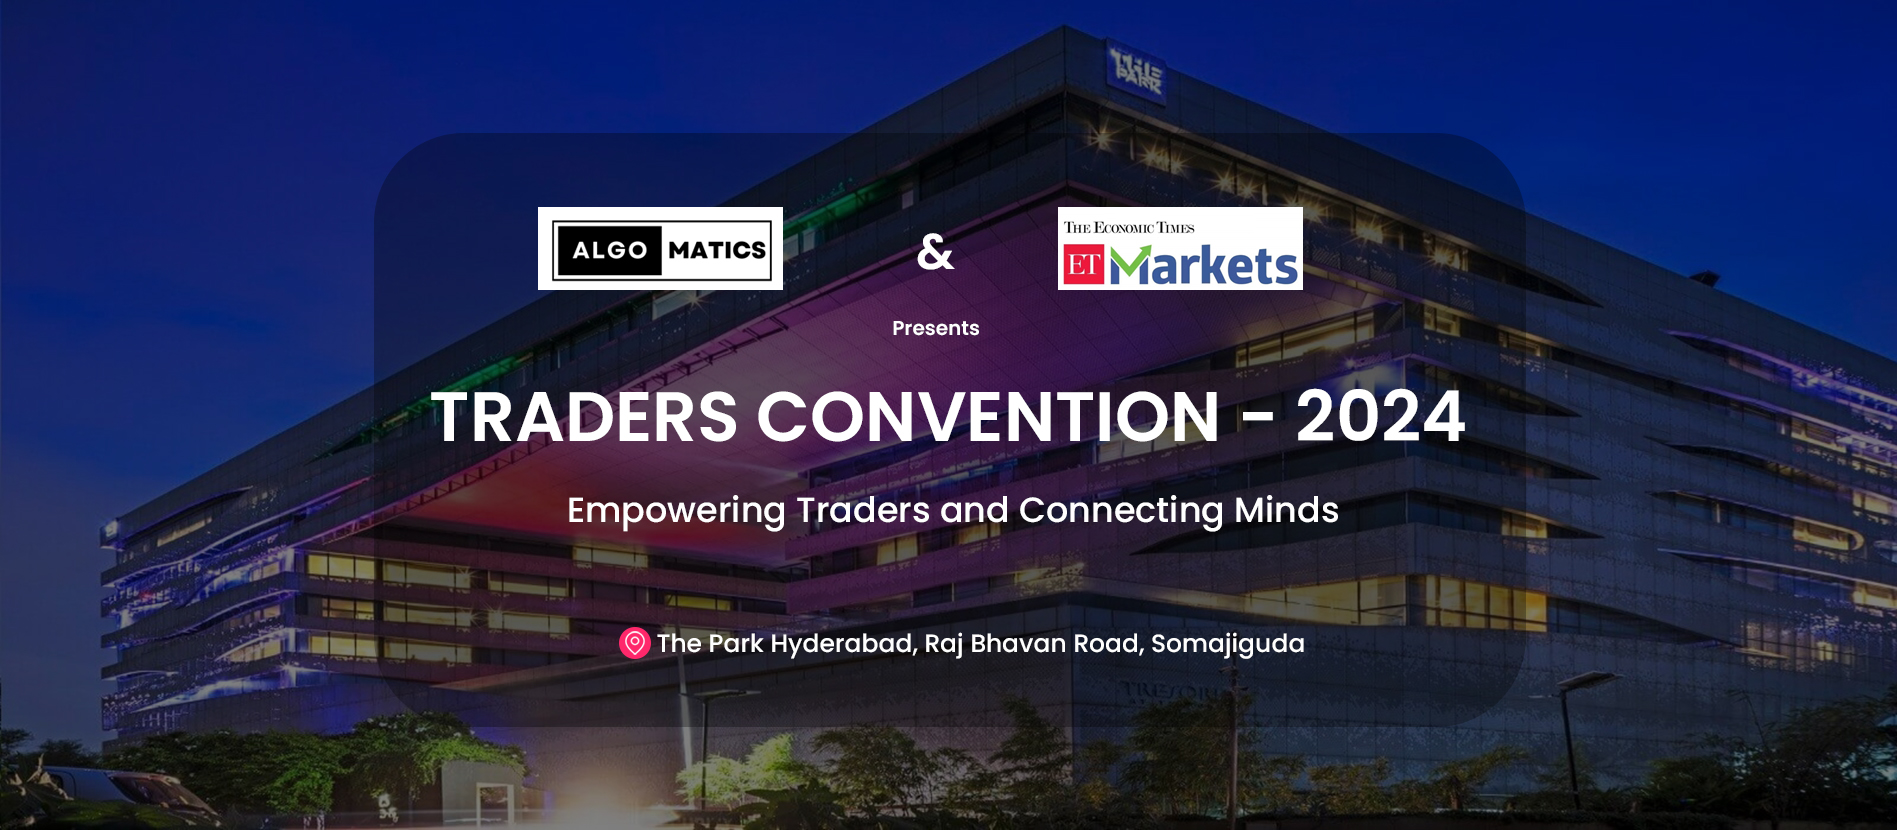 THE
PARK
ALGO MATICS
&
THE ECONOMIC TIMES
ET Markets
Presents
TRADERS CONVENTION - 2024
Empowering Traders and Connecting Minds
The Park Hyderabad, Raj Bhavan Road, Somajiguda